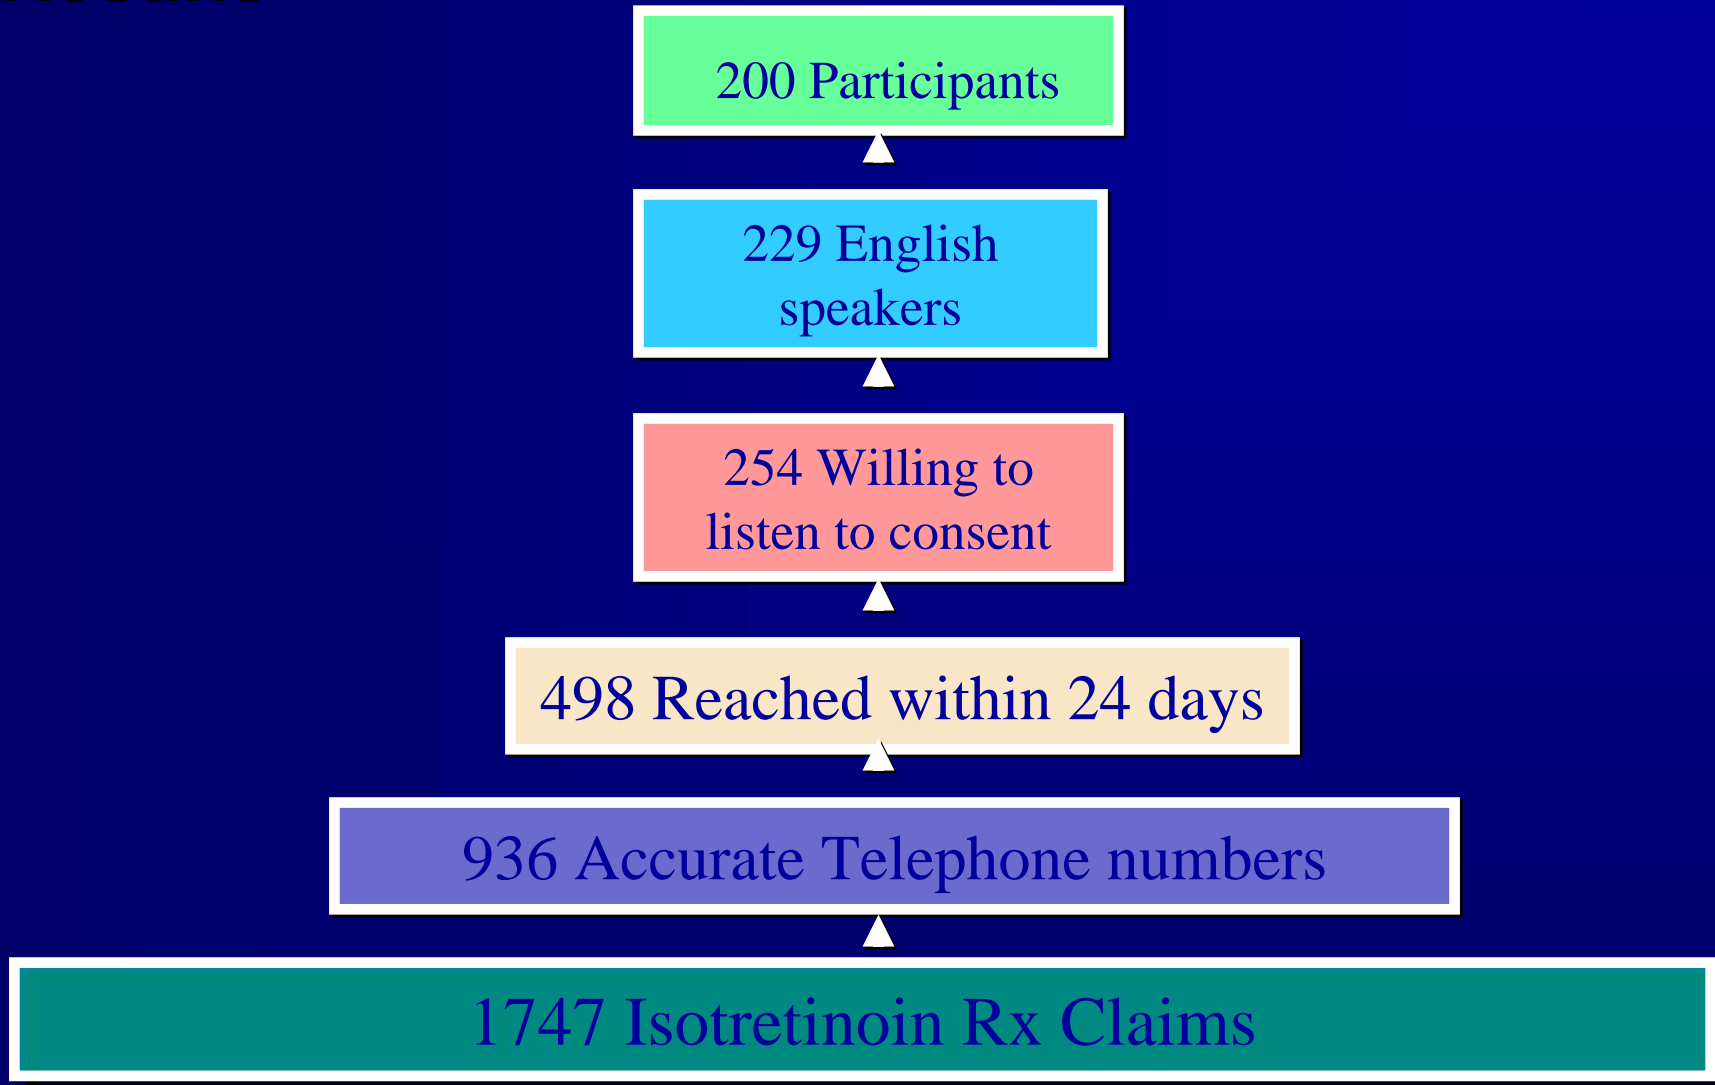 200 Participants
229 English
speakers
254 Willing to
listen to consent
498 Reached within 24 days
936 Accurate Telephone numbers
1747 Isotretinoin Rx Claims